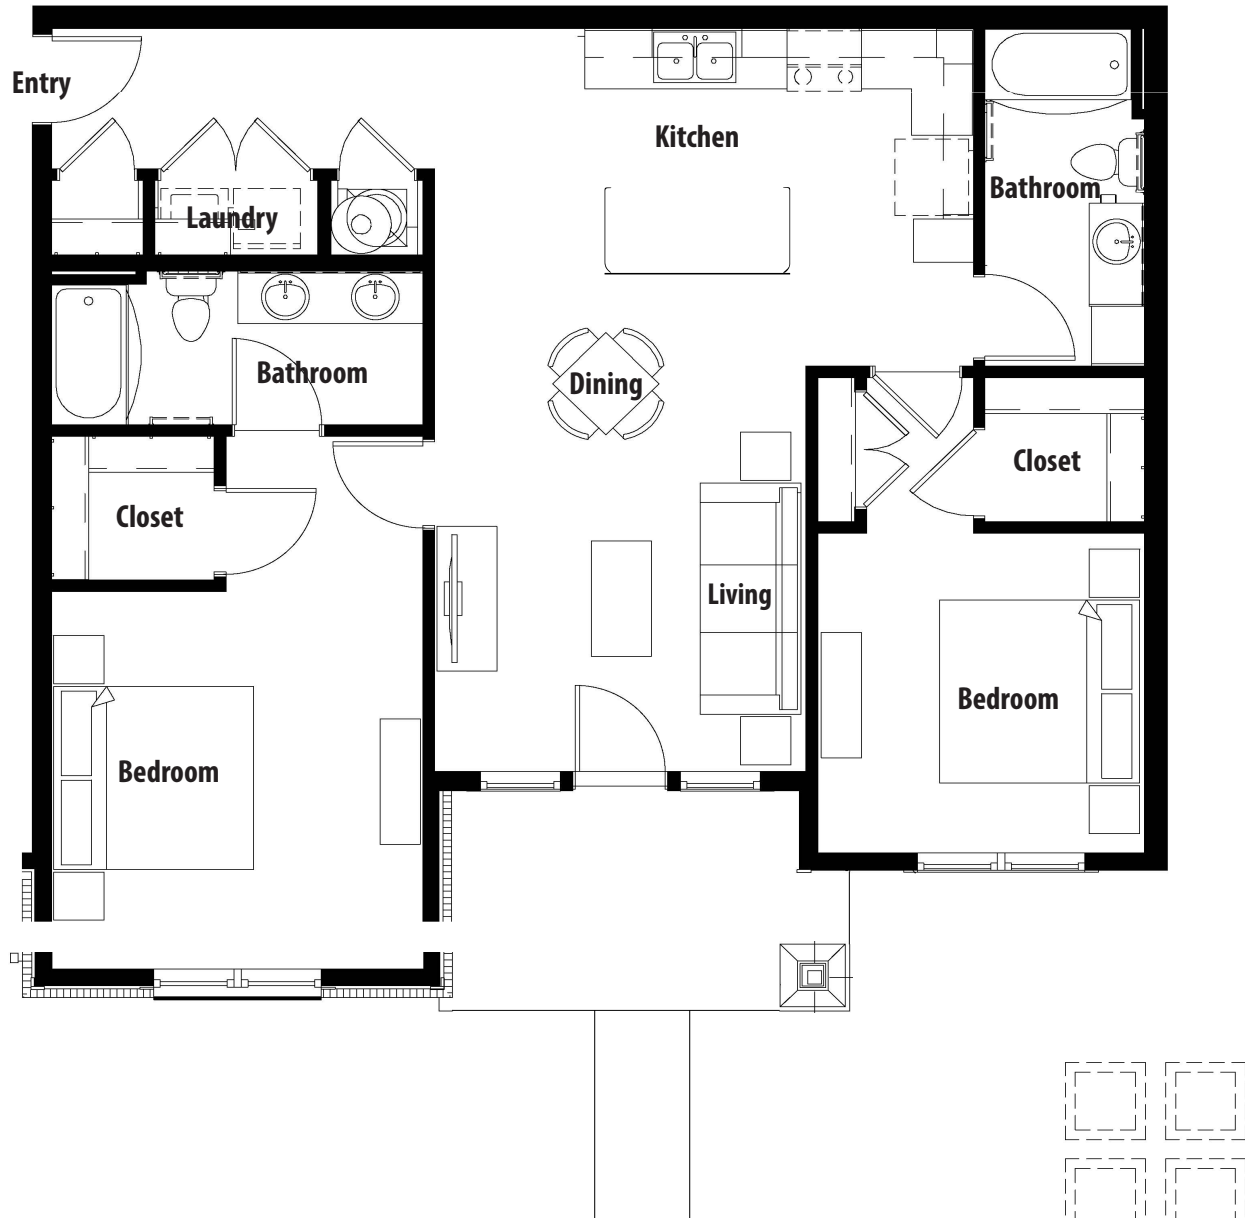 Entry
Kitchen
Bathroom
Laundry
Bathroom
Dining
Closet
Closet
Living
Bedroom
Bedroom